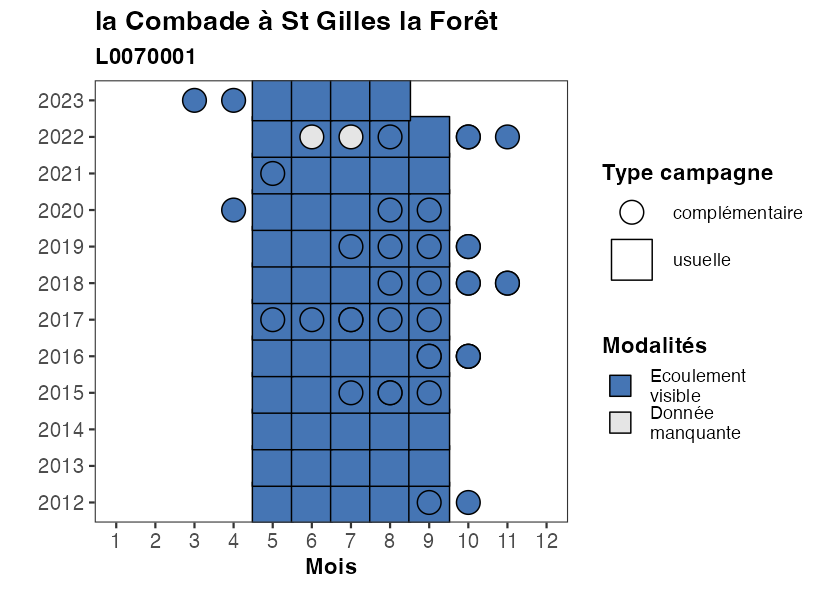 la Combade à St Gilles la Forêt
L0070001
2023
2022
2021
2020
2019
2018
2017
2016
2015
2014
2013
2012
1 2 3 4 5 6 7 8 9 10 11 12
Mois
Type campagne
complémentaire
usuelle
Modalités
Ecoulement
visible
Donnée
manquante